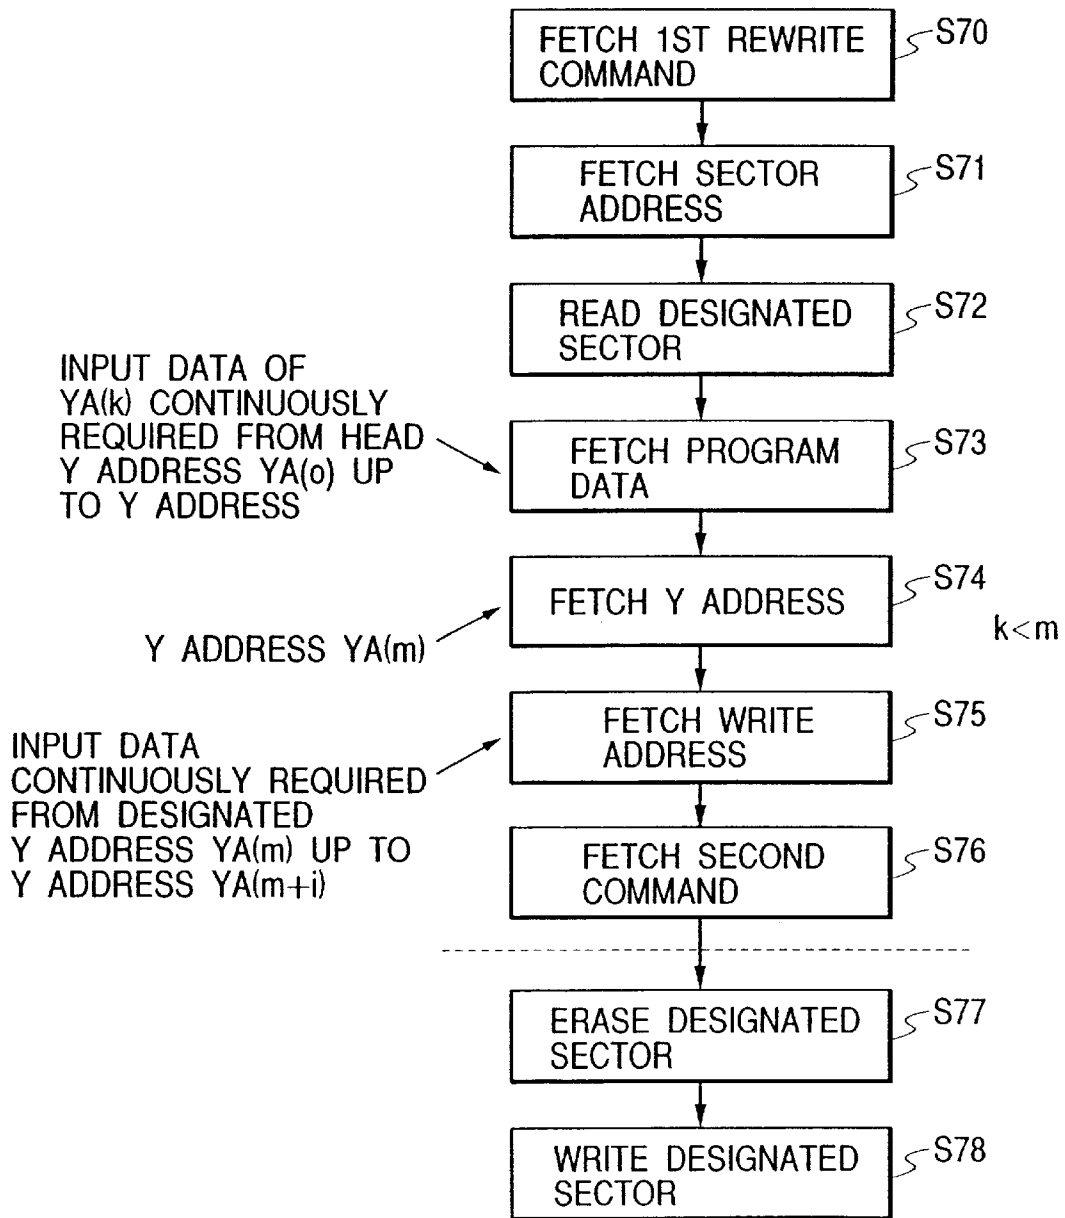 FETCH 1ST REWRITE
COMMAND
S70
FETCH SECTOR
ADDRESS
S71
READ DESIGNATED
SECTOR
S72
INPUT DATA OF
YA(k) CONTINUOUSLY
REQUIRED FROM HEAD
Y ADDRESS YA(o) UP
TO Y ADDRESS
FETCH PROGRAM
DATA
S73
FETCH Y ADDRESS
S74
k<m
Y ADDRESS YA(m)
FETCH WRITE
ADDRESS
S75
INPUT DATA
CONTINUOUSLY REQUIRED
FROM DESIGNATED
Y ADDRESS YA(m) UP TO
Y ADDRESS YA(m+i)
FETCH SECOND
COMMAND
S76
ERASE DESIGNATED
SECTOR
S77
WRITE DESIGNATED
SECTOR
S78